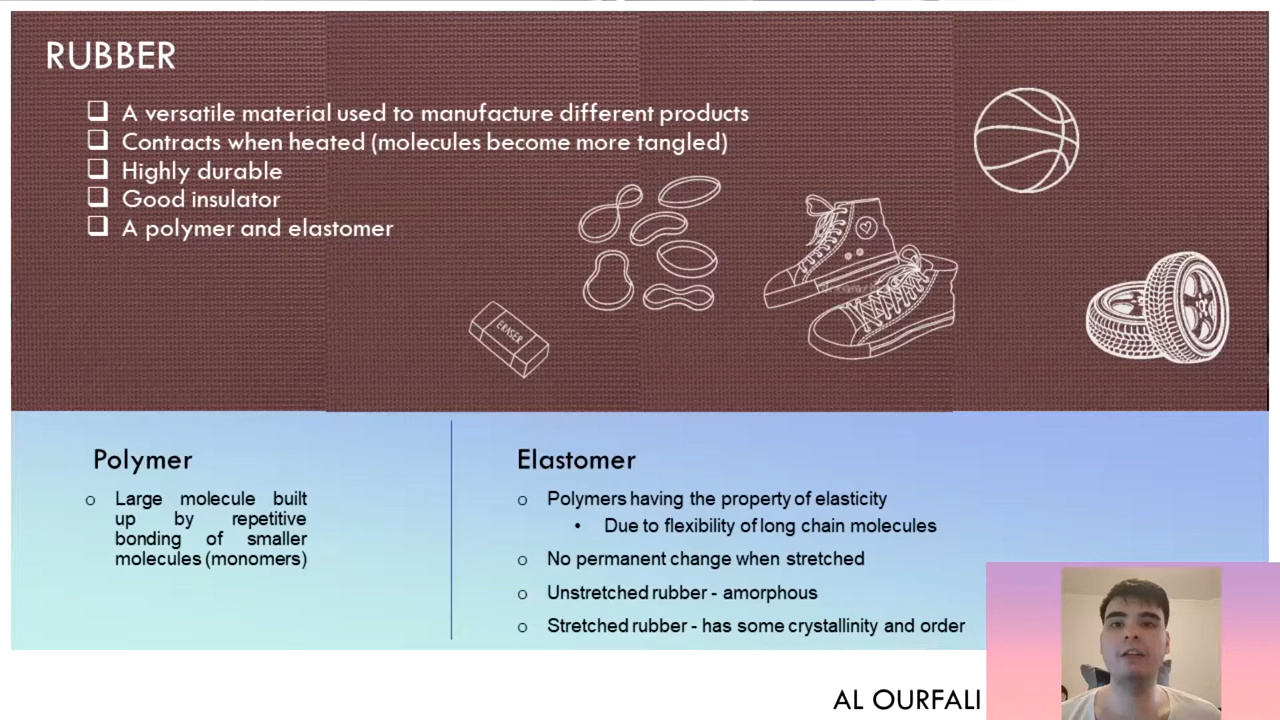 RUBBER
❑ A versatile material used to manufacture different products
❑ Contracts when heated (molecules become more tangled)
❑ Highly durable
❑ Good insulator
❑ A polymer and elastomer
ERASER
Polymer
o Large molecule built
up by repetitive
bonding of smaller
molecules (monomers)
Elastomer
o Polymers having the property of elasticity
• Due to flexibility of long chain molecules
o No permanent change when stretched
o Unstretched rubber - amorphous
o Stretched rubber - has some crystallinity and order
AL OURFALI